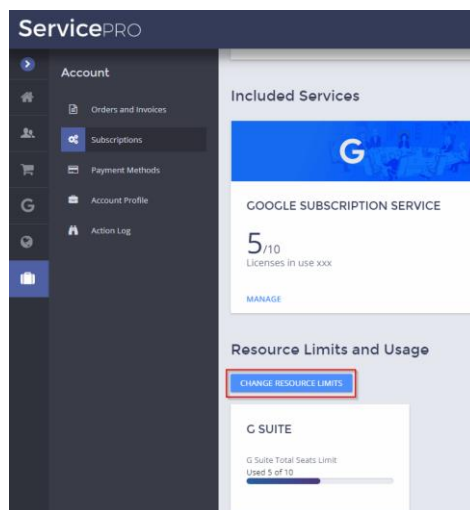 ServicePRO
Account
Orders and Invoices
Subscriptions
Payment Methods
Account Profile
Action Log
Included Services
G
GOOGLE SUBSCRIPTION SERVICE
5/10
Licenses in use xxx
MANAGE
Resource Limits and Usage
CHANGE RESOURCE LIMITS
G SUITE
G Suite Total Seats Limit
Used 5 of 10